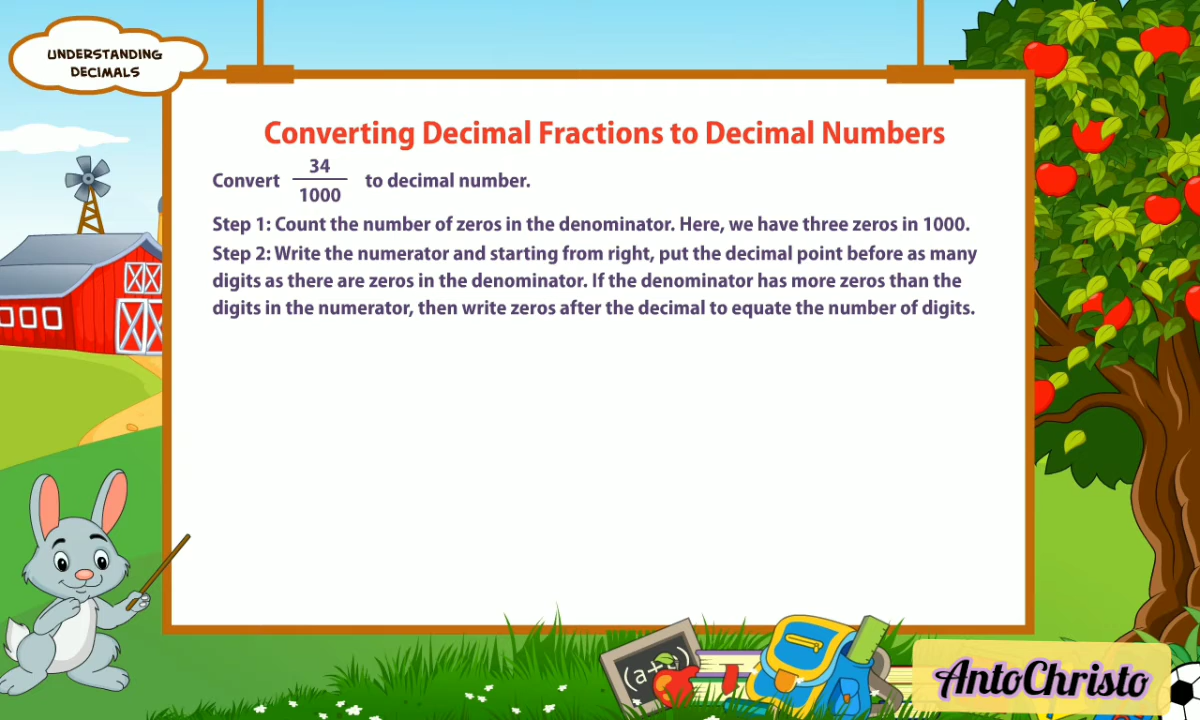 UNDERSTANDING
DECIMALS
Converting Decimal Fractions to Decimal Numbers
Convert 34/1000 to decimal number.
Step 1: Count the number of zeros in the denominator. Here, we have three zeros in 1000.
Step 2: Write the numerator and starting from right, put the decimal point before as many
digits as there are zeros in the denominator. If the denominator has more zeros than the
digits in the numerator, then write zeros after the decimal to equate the number of digits.
AntoChristo